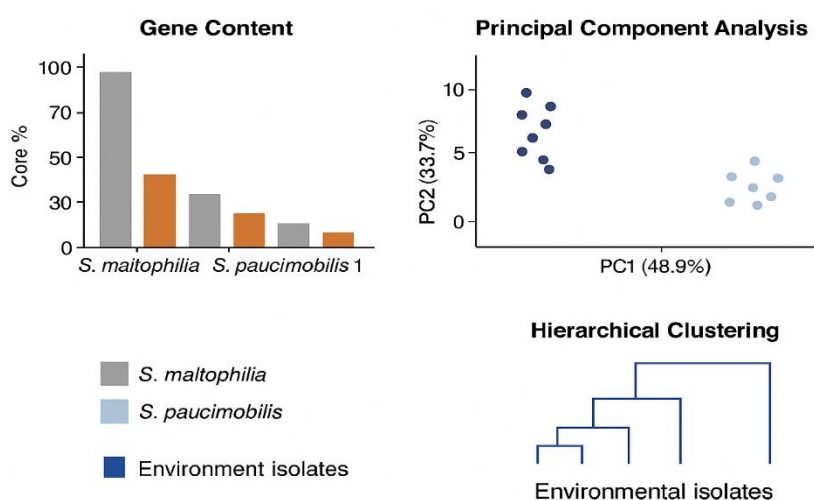 Gene Content
100
70
50
30
0
Core %
S. maitophilia
S. paucimobilis 1
Principal Component Analysis
10
5
0
PC2 (33.7%)
PC1 (48.9%)
S. maltophilia
S. paucimobilis
Environment isolates
Hierarchical Clustering
Environmental isolates